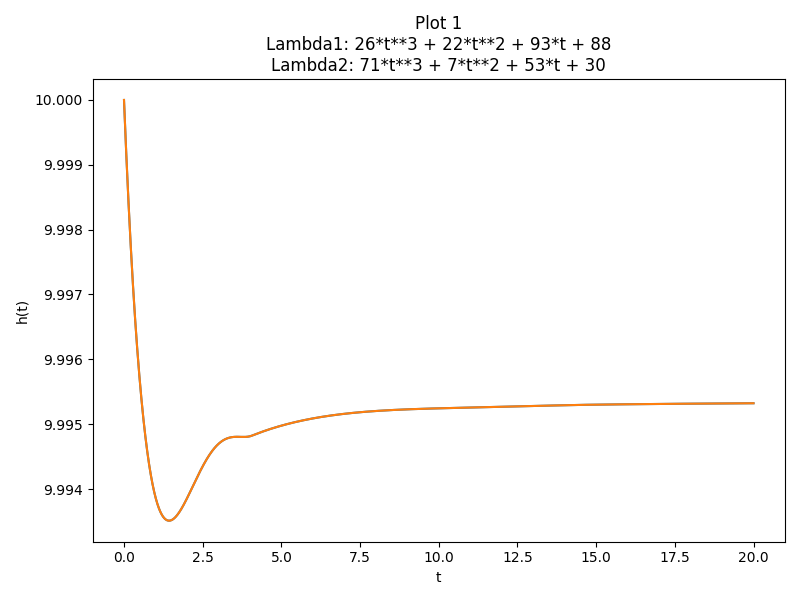 Plot 1
Lambda1: 26*t**3 + 22*t**2 + 93*t + 88
Lambda2: 71*t**3 + 7*t**2 + 53*t + 30
10.000
9.999
9.998
9.997
9.996
9.995
9.994
h(t)
0.0 2.5 5.0 7.5 10.0 12.5 15.0 17.5 20.0
t